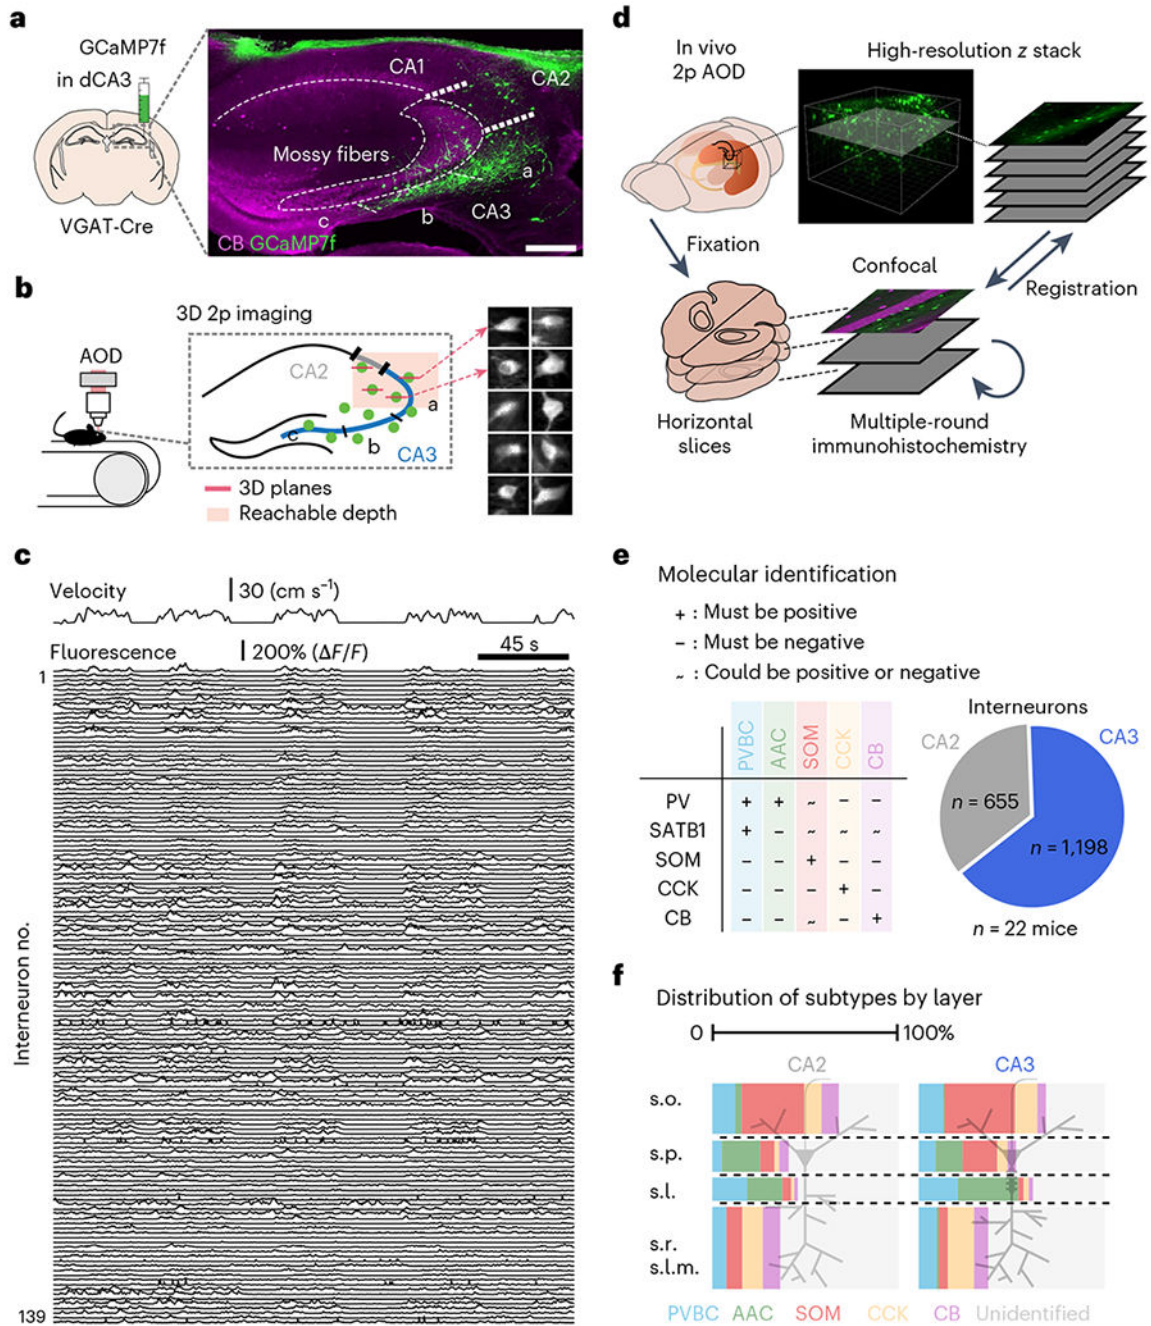 a
GCaMP7f
in dCA3
VGAT-Cre
CA1
CA2
Mossy fibers
a
b
c
CA3
CB GCaMP7f
b
3D 2p imaging
AOD
CA2
a
b
c
CA3
3D planes
Reachable depth
c
Velocity
30 (cm s⁻¹)
Fluorescence
200% (ΔF/F)
45 s
1
Interneuron no.
139
d
In vivo
2p AOD
High-resolution z stack
Fixation
Confocal
Registration
Horizontal
slices
Multiple-round
immunohistochemistry
e
Molecular identification
+ : Must be positive
− : Must be negative
~ : Could be positive or negative
PVBC AAC SOM CCK CB
PV + + ~ − −
SATB1 + − ~ ~ ~
SOM − − + − −
CCK − − − + −
CB − − ~ − +
Interneurons
CA2
CA3
n = 655
n = 1,198
n = 22 mice
f
Distribution of subtypes by layer
0 100%
CA2 CA3
s.o.
s.p.
s.l.
s.r.
s.l.m.
PVBC AAC SOM CCK CB Unidentified